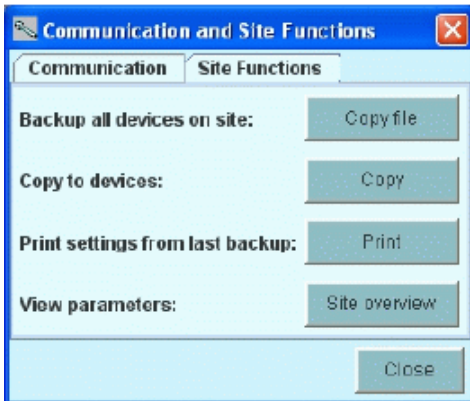 Communication and Site Functions
Communication Site Functions
Backup all devices on site: Copy file
Copy to devices: Copy
Print settings from last backup: Print
View parameters: Site overview
Close